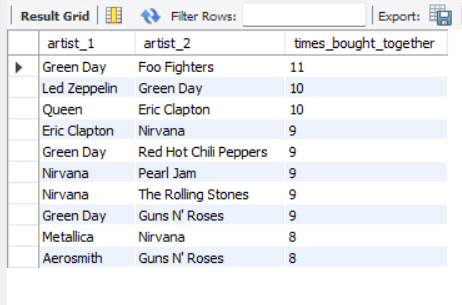 Result Grid Filter Rows: Export:
artist_1 artist_2 times_bought_together
Green Day Foo Fighters 11
Led Zeppelin Green Day 10
Queen Eric Clapton 10
Eric Clapton Nirvana 9
Green Day Red Hot Chili Peppers 9
Nirvana Pearl Jam 9
Nirvana The Rolling Stones 9
Green Day Guns N' Roses 9
Metallica Nirvana 8
Aerosmith Guns N' Roses 8